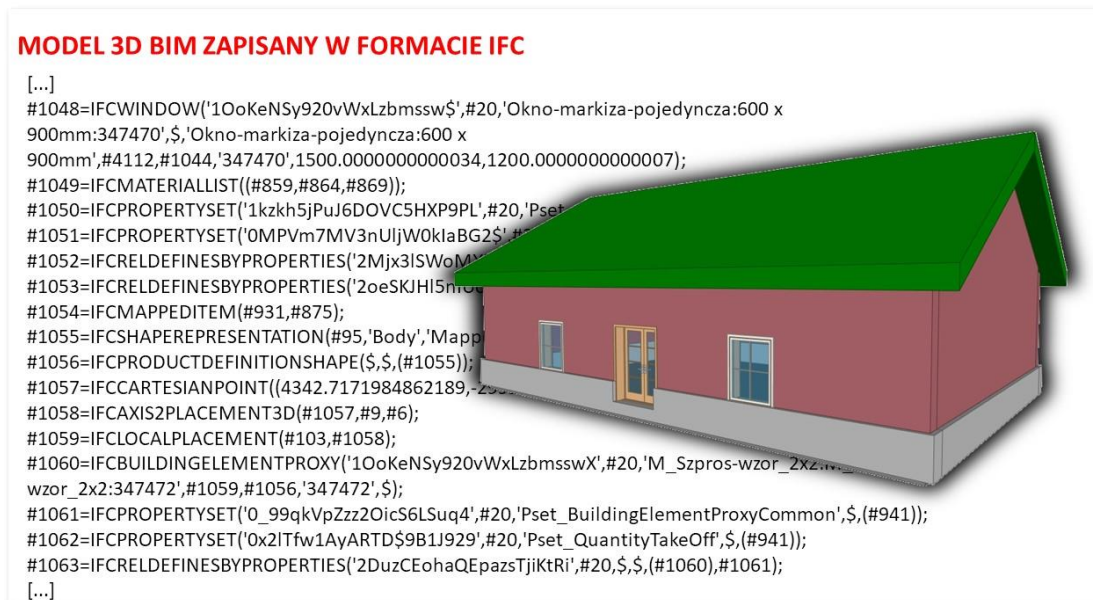 MODEL 3D BIM ZAPISANY W FORMACIE IFC
[...]
#1048=IFCWINDOW('1OoKeNSy920vWxLzbmssw$',#20,'Okno-markiza-pojedyncza:600 x
900mm:347470',$,'Okno-markiza-pojedyncza:600 x
900mm',#4112,#1044,'347470',1500.0000000000034,1200.0000000000007);
#1049=IFCMATERIALLIST((#859,#864,#869));
#1050=IFCPROPERTYSET('1kzkh5jPuJ6DOVC5HXP9PL',#20,'Pset
#1051=IFCPROPERTYSET('0MPVm7MV3nUljW0kIaBG2$',
#1052=IFCRELDEFINESBYPROPERTIES('2Mjx3lSWoM
#1053=IFCRELDEFINESBYPROPERTIES('2oeSKJHl5n
#1054=IFCMAPPEDITEM(#931,#875);
#1055=IFCSHAPEREPRESENTATION(#95,'Body','Mapp
#1056=IFCPRODUCTDEFINITIONSHAPE($,$,(#1055));
#1057=IFCCARTESIANPOINT((4342.7171984862189,
#1058=IFCAXIS2PLACEMENT3D(#1057,#9,#6);
#1059=IFCLOCALPLACEMENT(#103,#1058);
#1060=IFCBUILDINGELEMENTPROXY('1OoKeNSy920vWxLzbmsswX',#20,'M_Szpros-wzor_2x2:M_
wzor_2x2:347472',#1059,#1056,'347472',$);
#1061=IFCPROPERTYSET('0_99qkVpZzz2OicS6LSuq4',#20,'Pset_BuildingElementProxyCommon',$,(#941));
#1062=IFCPROPERTYSET('0x2lTfw1AyARTD$9B1J929',#20,'Pset_QuantityTakeOff',$,(#941));
#1063=IFCRELDEFINESBYPROPERTIES('2DuzCEohaQEpazsTjiKtRi',#20,$,$,(#1060),#1061);
[...]